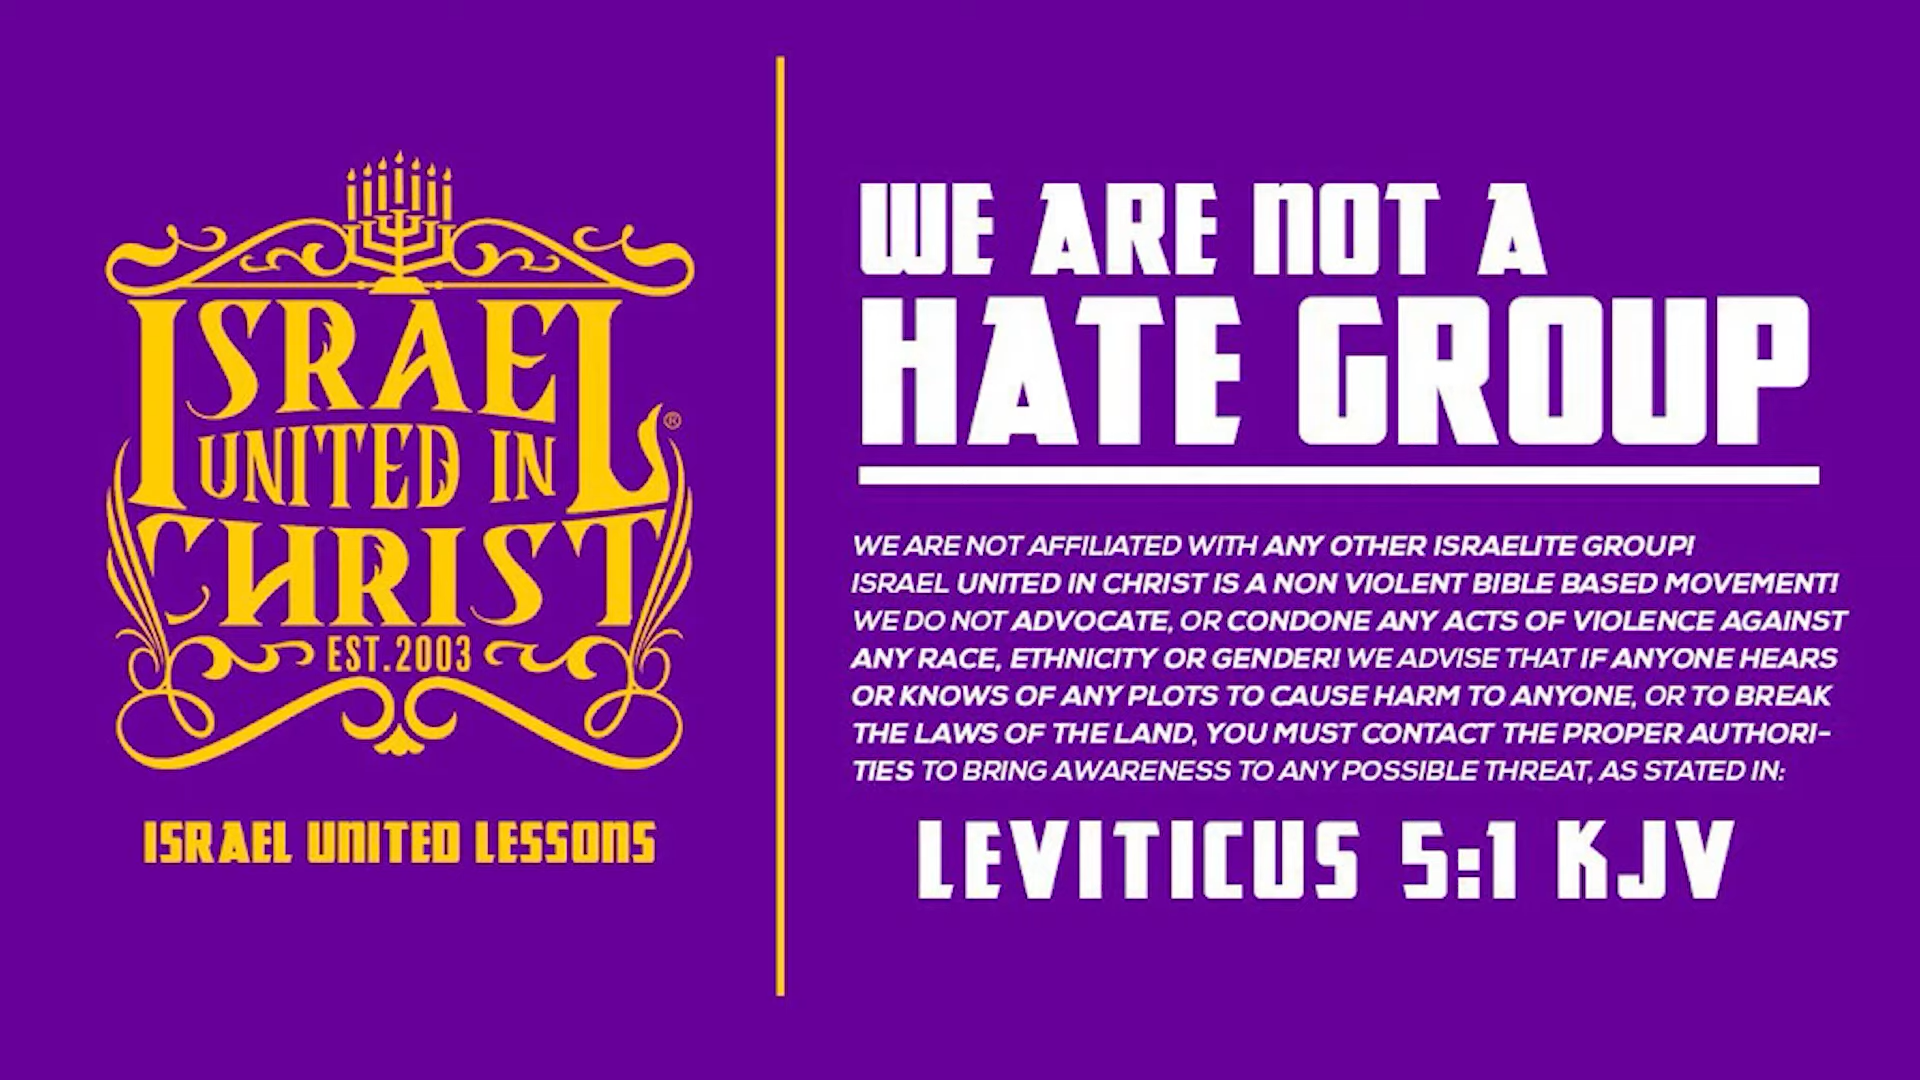 ISRAEL
UNITED IN
CHRIST
®
EST.2003
ISRAEL UNITED LESSONS
WE ARE NOT A
HATE GROUP
WE ARE NOT AFFILIATED WITH ANY OTHER ISRAELITE GROUP!
ISRAEL UNITED IN CHRIST IS A NON VIOLENT BIBLE BASED MOVEMENT!
WE DO NOT ADVOCATE, OR CONDONE ANY ACTS OF VIOLENCE AGAINST
ANY RACE, ETHNICITY OR GENDER! WE ADVISE THAT IF ANYONE HEARS
OR KNOWS OF ANY PLOTS TO CAUSE HARM TO ANYONE, OR TO BREAK
THE LAWS OF THE LAND, YOU MUST CONTACT THE PROPER AUTHORI-
TIES TO BRING AWARENESS TO ANY POSSIBLE THREAT, AS STATED IN:
LEVITICUS 5:1 KJV